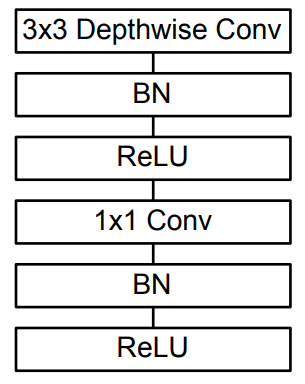 3x3 Depthwise Conv
BN
ReLU
1x1 Conv
BN
ReLU